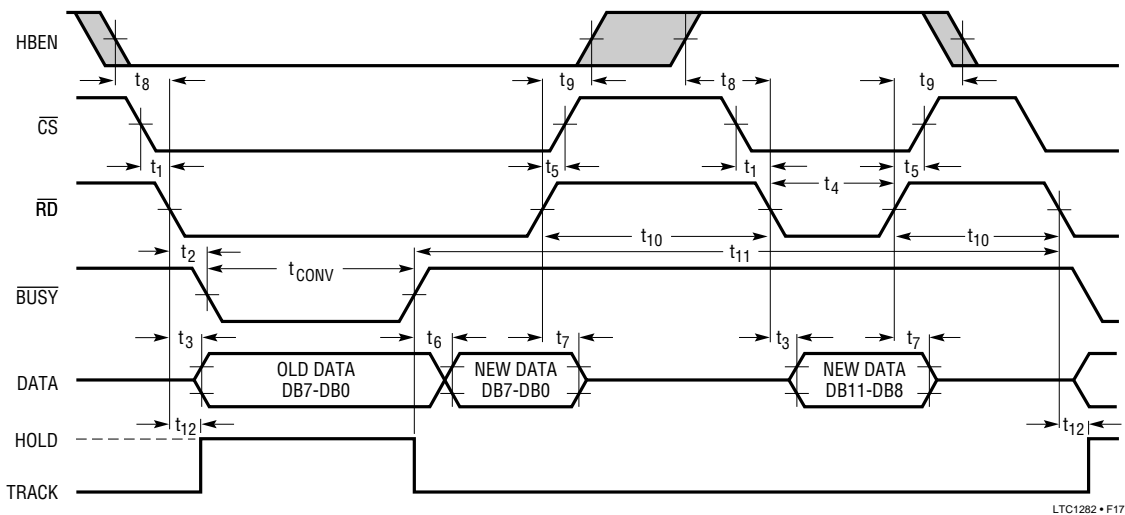 HBEN
t8 t9 t8 t9
CS
t1 t5 t1 t4 t5
RD
t2 t10 t10
tCONV t11
BUSY
t3 t6 t7 t3 t7
DATA
OLD DATA
DB7-DB0
NEW DATA
DB7-DB0
NEW DATA
DB11-DB8
t12 t12
HOLD
TRACK
LTC1282 • F17